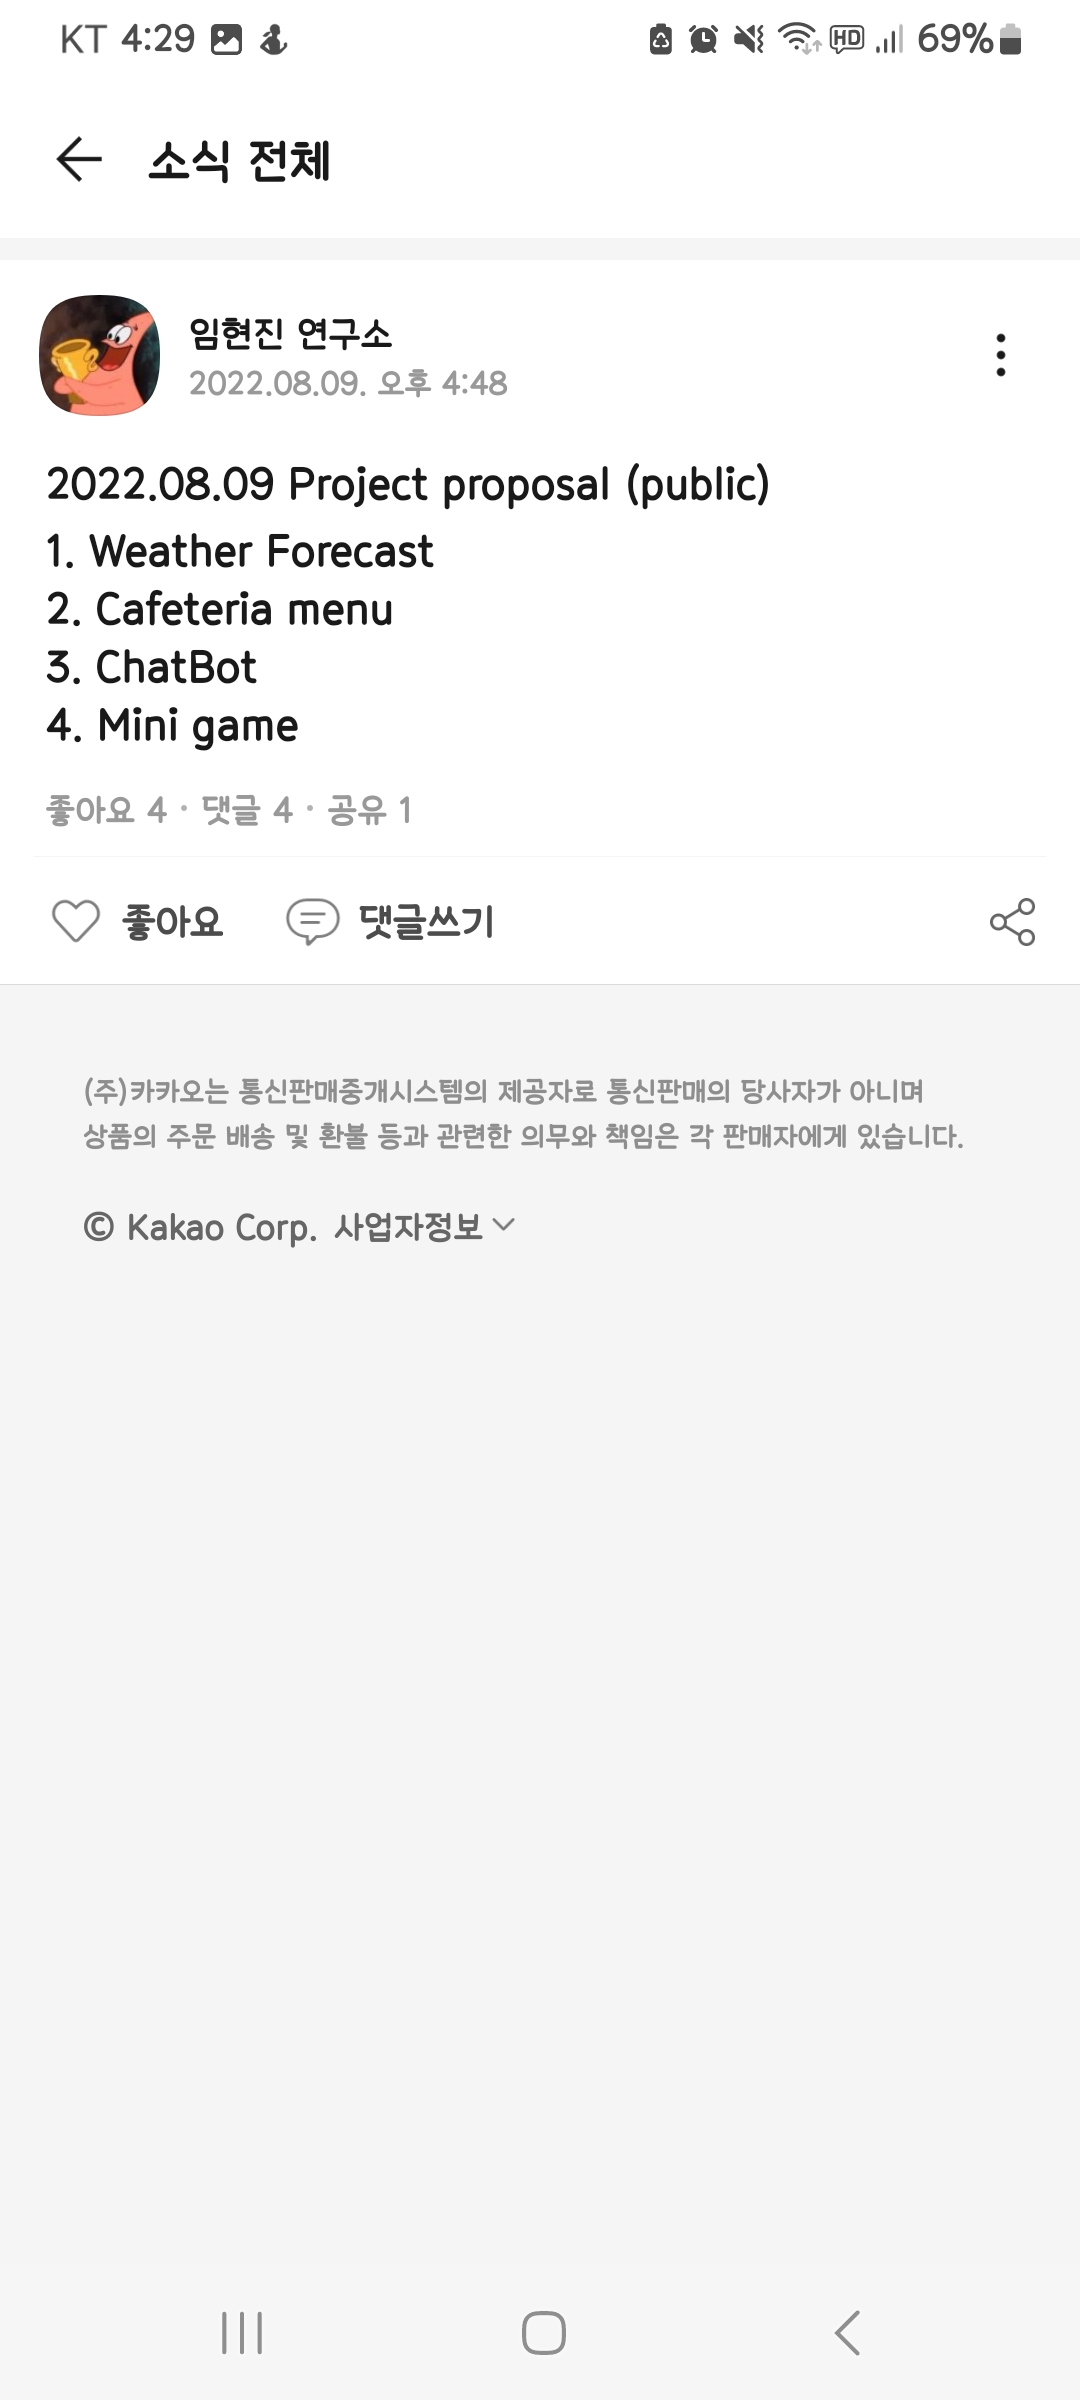 KT 4:29
HD 69%
소식 전체
임현진 연구소
2022.08.09. 오후 4:48
2022.08.09 Project proposal (public)
1. Weather Forecast
2. Cafeteria menu
3. ChatBot
4. Mini game
좋아요 4 · 댓글 4 · 공유 1
좋아요 댓글쓰기
(주)카카오는 통신판매중개시스템의 제공자로 통신판매의 당사자가 아니며
상품의 주문 배송 및 환불 등과 관련한 의무와 책임은 각 판매자에게 있습니다.
© Kakao Corp. 사업자정보